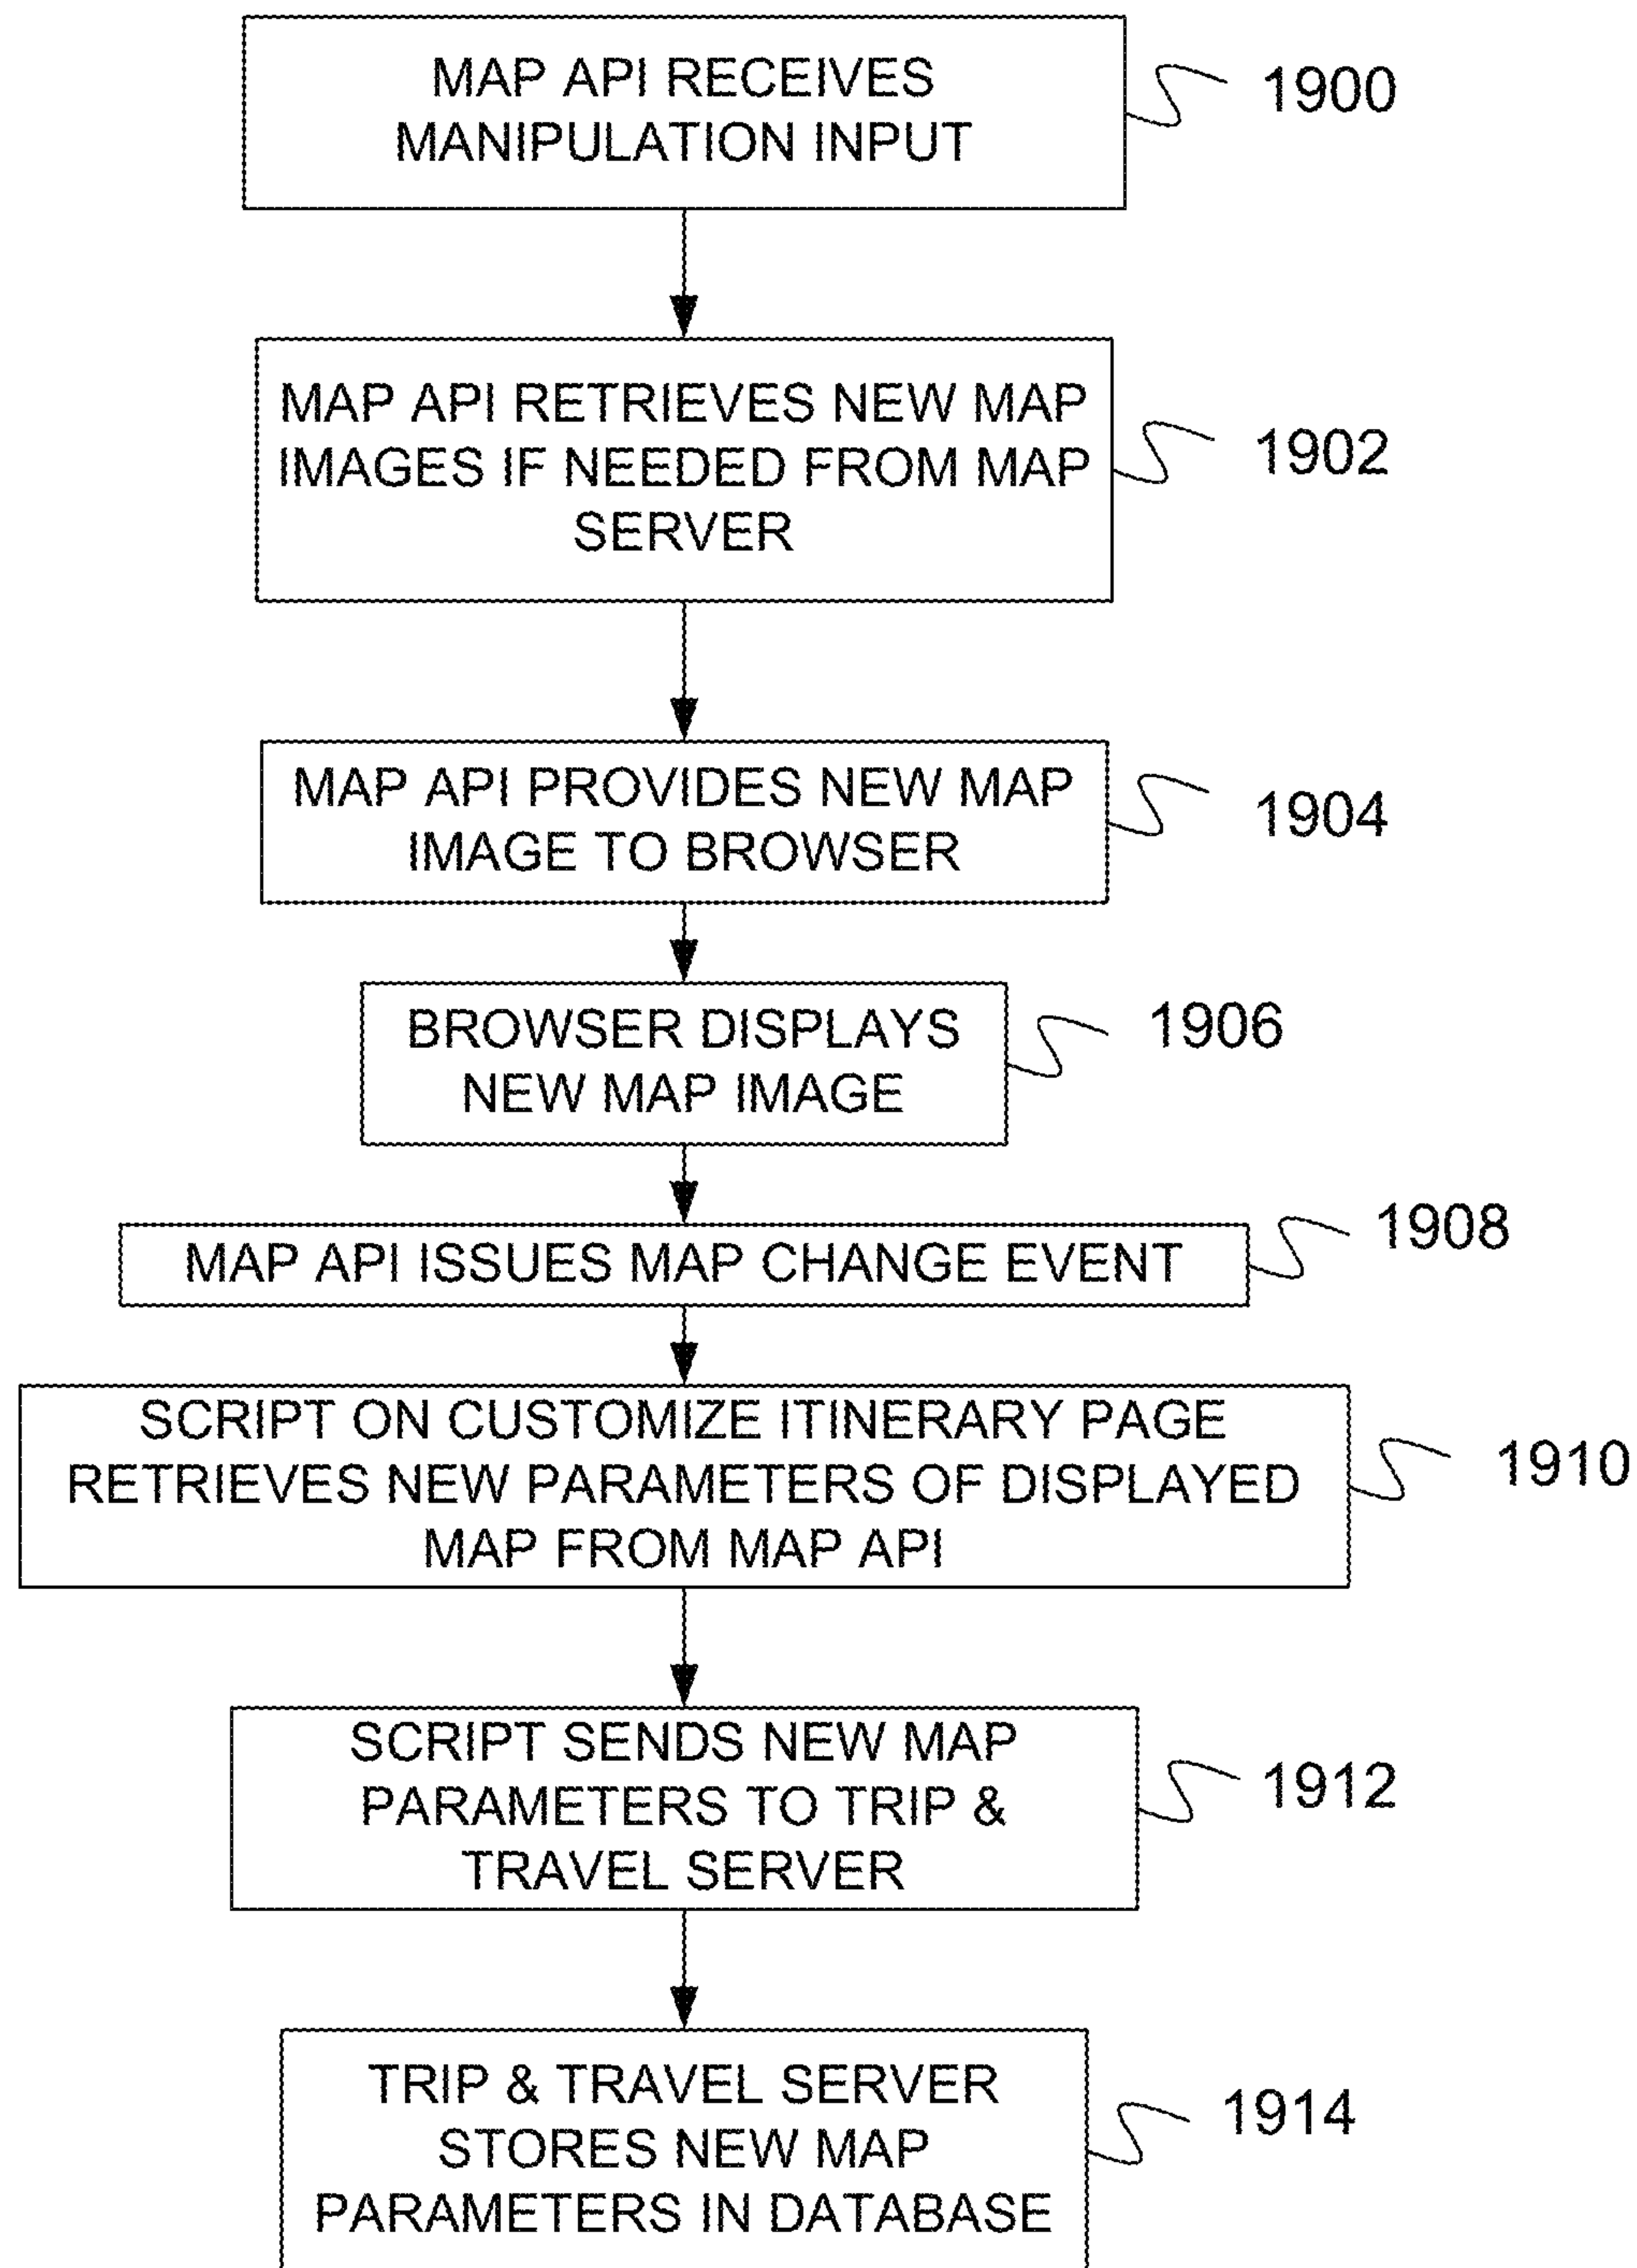 MAP API RECEIVES
MANIPULATION INPUT
1900
MAP API RETRIEVES NEW MAP
IMAGES IF NEEDED FROM MAP
SERVER
1902
MAP API PROVIDES NEW MAP
IMAGE TO BROWSER
1904
BROWSER DISPLAYS
NEW MAP IMAGE
1906
MAP API ISSUES MAP CHANGE EVENT
1908
SCRIPT ON CUSTOMIZE ITINERARY PAGE
RETRIEVES NEW PARAMETERS OF DISPLAYED
MAP FROM MAP API
1910
SCRIPT SENDS NEW MAP
PARAMETERS TO TRIP &
TRAVEL SERVER
1912
TRIP & TRAVEL SERVER
STORES NEW MAP
PARAMETERS IN DATABASE
1914